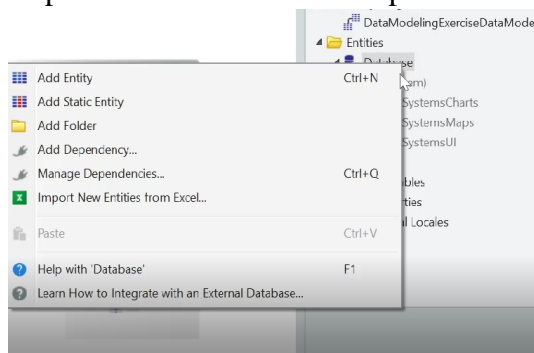 DataModelingExerciseDataMode
Entities
Database
Add Entity Ctrl+N
Add Static Entity
Add Folder
Add Dependency...
Manage Dependencies... Ctrl+Q
Import New Entities from Excel...
Paste Ctrl+V
Help with 'Database' F1
Learn How to Integrate with an External Database...
em)
SystemsCharts
SystemsMaps
SystemsUI
bles
ties
l Locales